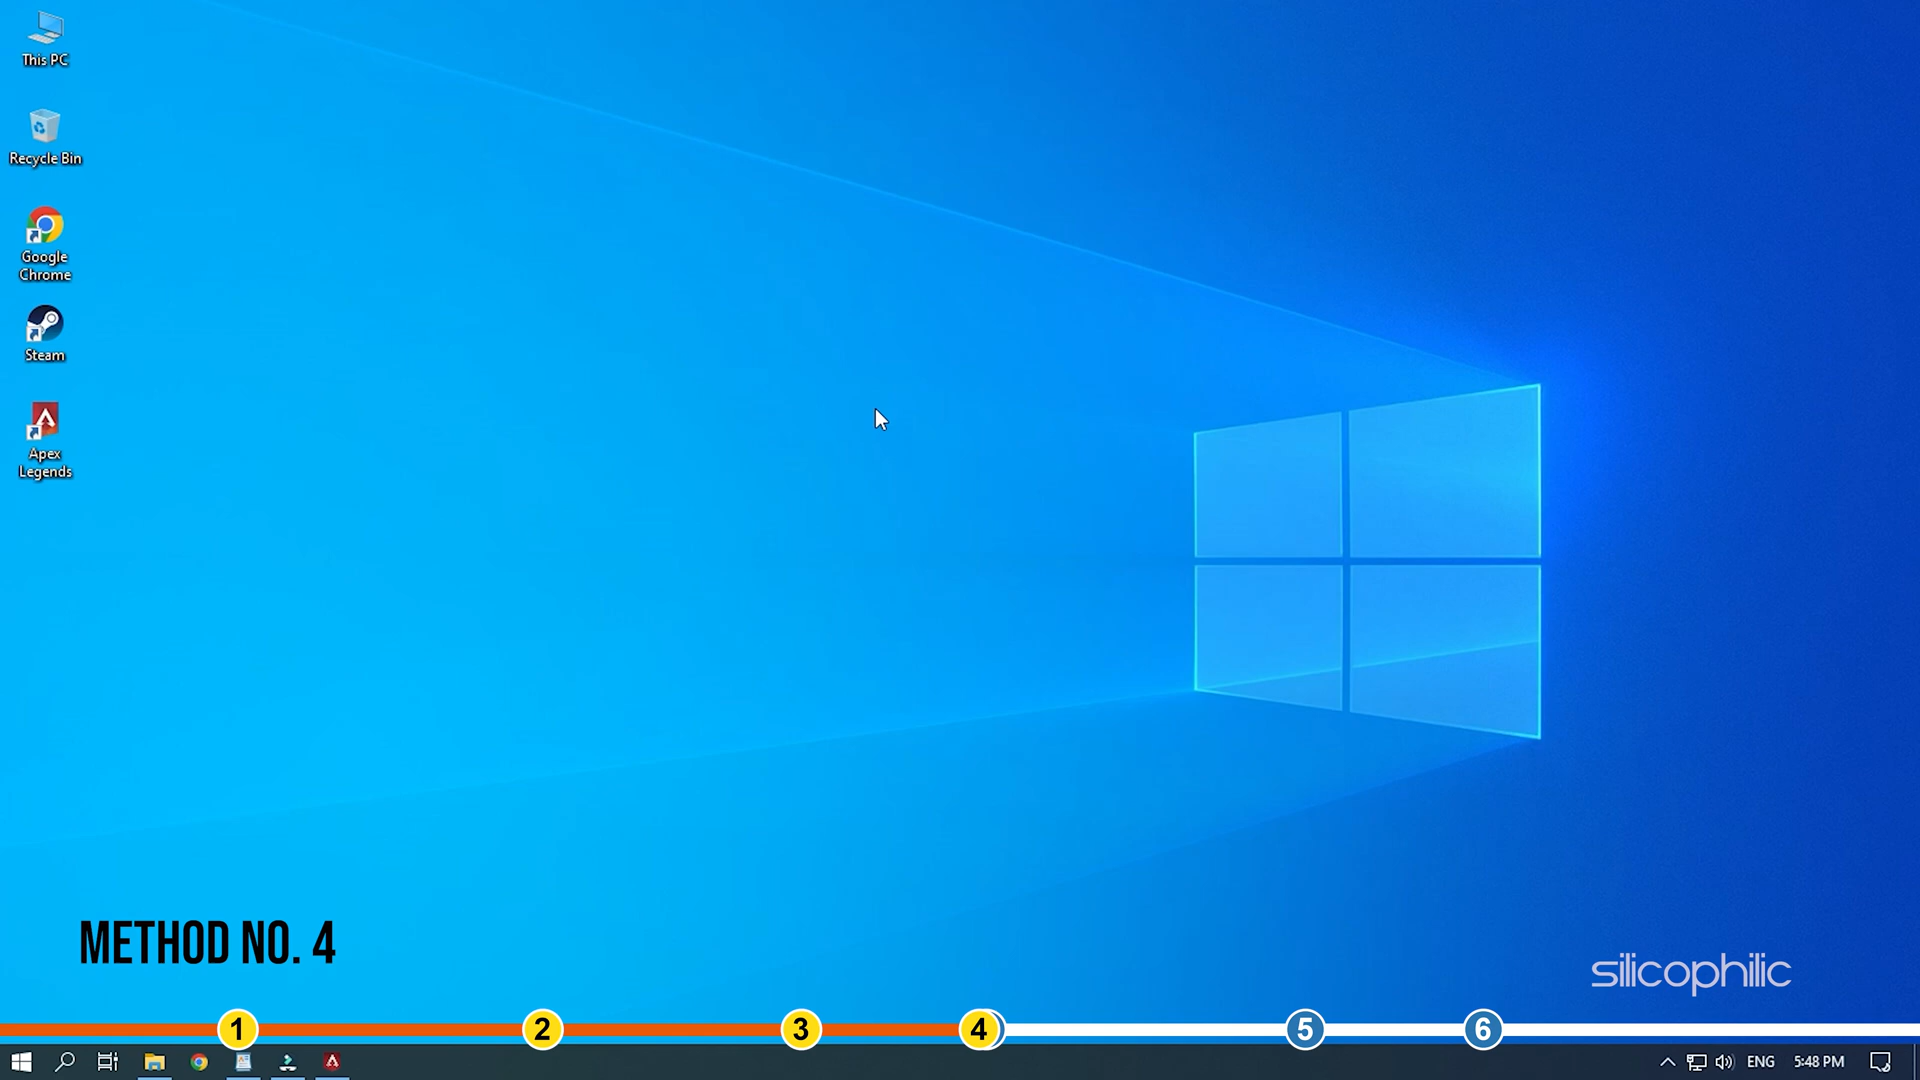 This PC
Recycle Bin
Google
Chrome
Steam
Apex
Legends
METHOD NO. 4
silicophilic
1 2 3 4 5 6
ENG 5:48 PM